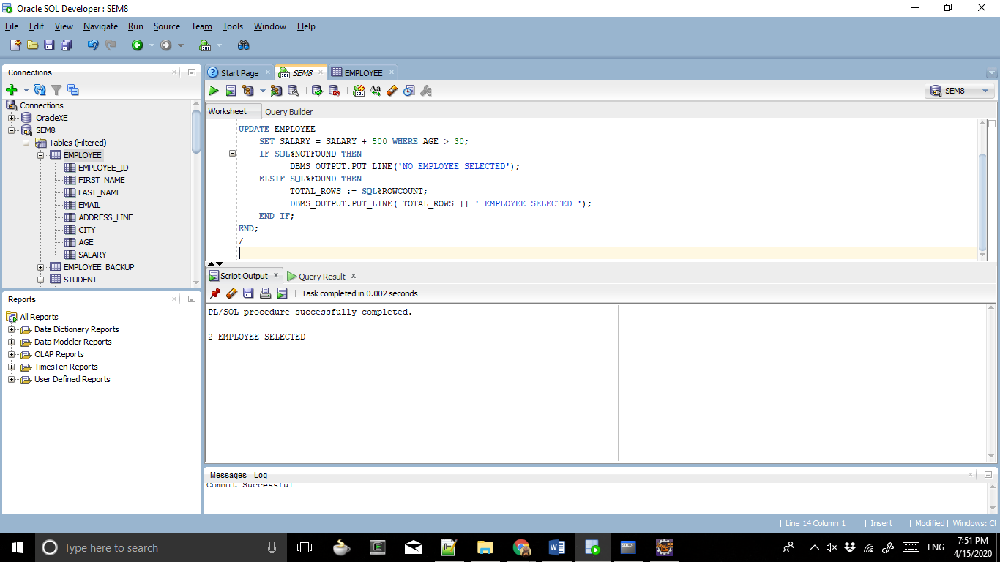 Oracle SQL Developer : SEM8
File Edit View Navigate Run Source Team Tools Window Help
Connections
Connections
OracleXE
SEM8
Tables (Filtered)
EMPLOYEE
EMPLOYEE_ID
FIRST_NAME
LAST_NAME
EMAIL
ADDRESS_LINE
CITY
AGE
SALARY
EMPLOYEE_BACKUP
STUDENT
Reports
All Reports
Data Dictionary Reports
Data Modeler Reports
OLAP Reports
TimesTen Reports
User Defined Reports
Start Page SEM8 EMPLOYEE
SEM8
Worksheet Query Builder
UPDATE EMPLOYEE
SET SALARY = SALARY + 500 WHERE AGE > 30;
IF SQL%NOTFOUND THEN
DBMS_OUTPUT.PUT_LINE('NO EMPLOYEE SELECTED');
ELSIF SQL%FOUND THEN
TOTAL_ROWS := SQL%ROWCOUNT;
DBMS_OUTPUT.PUT_LINE( TOTAL_ROWS || ' EMPLOYEE SELECTED ');
END IF;
END;
/
Script Output x Query Result x
Task completed in 0.002 seconds
PL/SQL procedure successfully completed.
2 EMPLOYEE SELECTED
Messages - Log
Commit Successful
| Line 14 Column 1 | Insert | Modified | Windows: CF
Type here to search
ENG
7:51 PM
4/15/2020